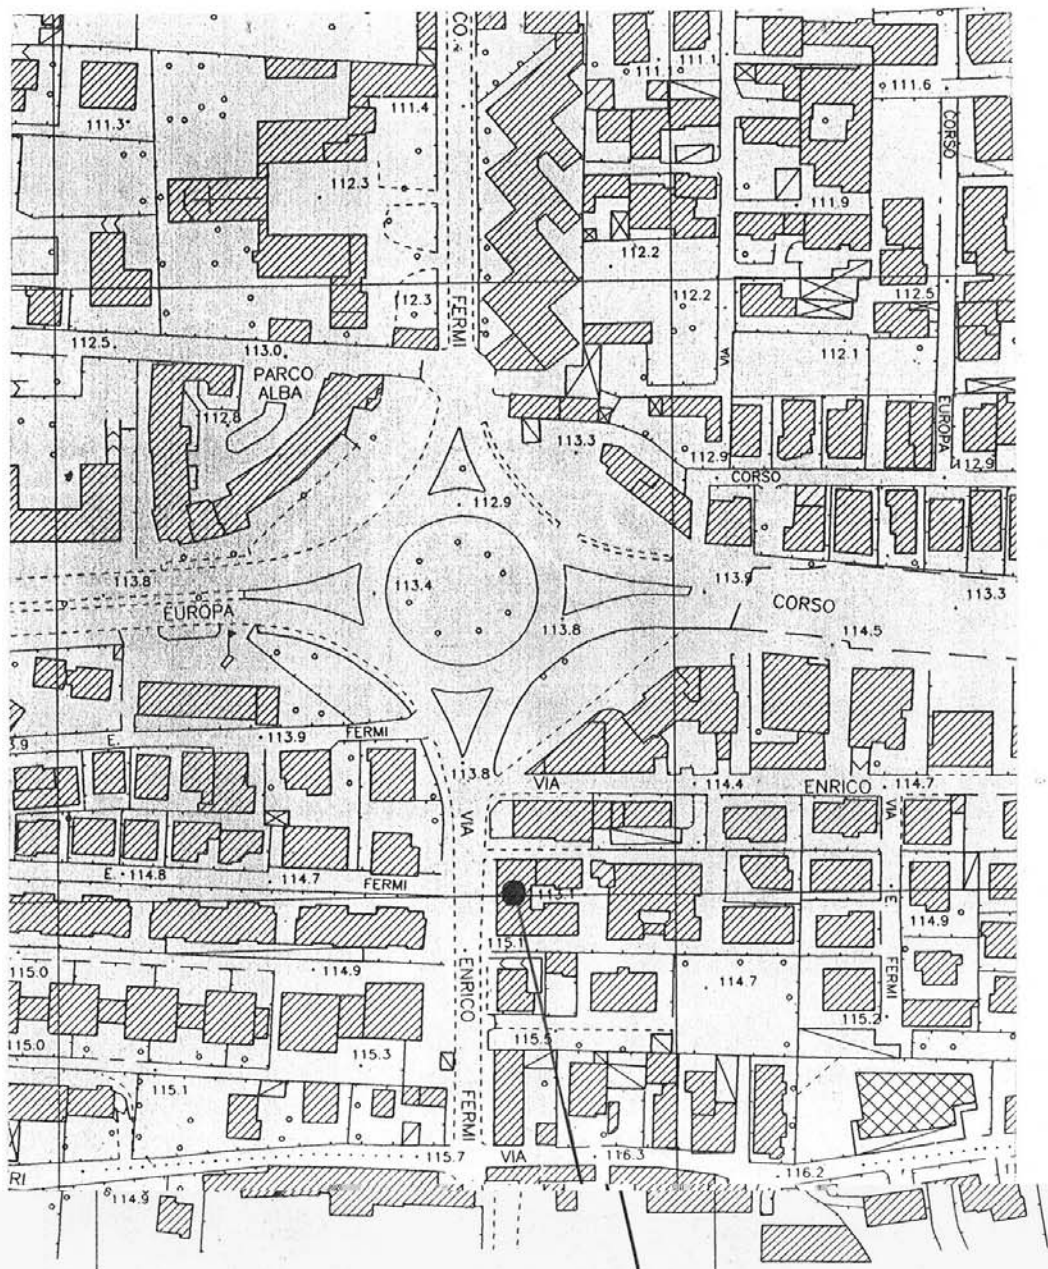 CO
111.1
111.1
111.6
111.4
111.3
CORSO
112.3
111.9
112.2
112.3
FERMI
112.2
112.5
112.5
113.0
VIA
112.1
PARCO
ALBA
112.8
EUROPA
113.3
112.9
112.9
CORSO
112.9
113.8
113.4
113.9
113.3
EUROPA
CORSO
113.8
114.5
113.9
FERMI
E.
3.9
113.8
VIA
114.4
ENRICO
114.7
VIA
VIA
E.
114.8
114.7
FERMI
E.
114.9
115.1
115.0
114.9
ENRICO
114.7
FERMI
115.2
115.0
115.5
115.3
115.1
FERMI
115.7
VIA
116.3
116.2
RI
114.9